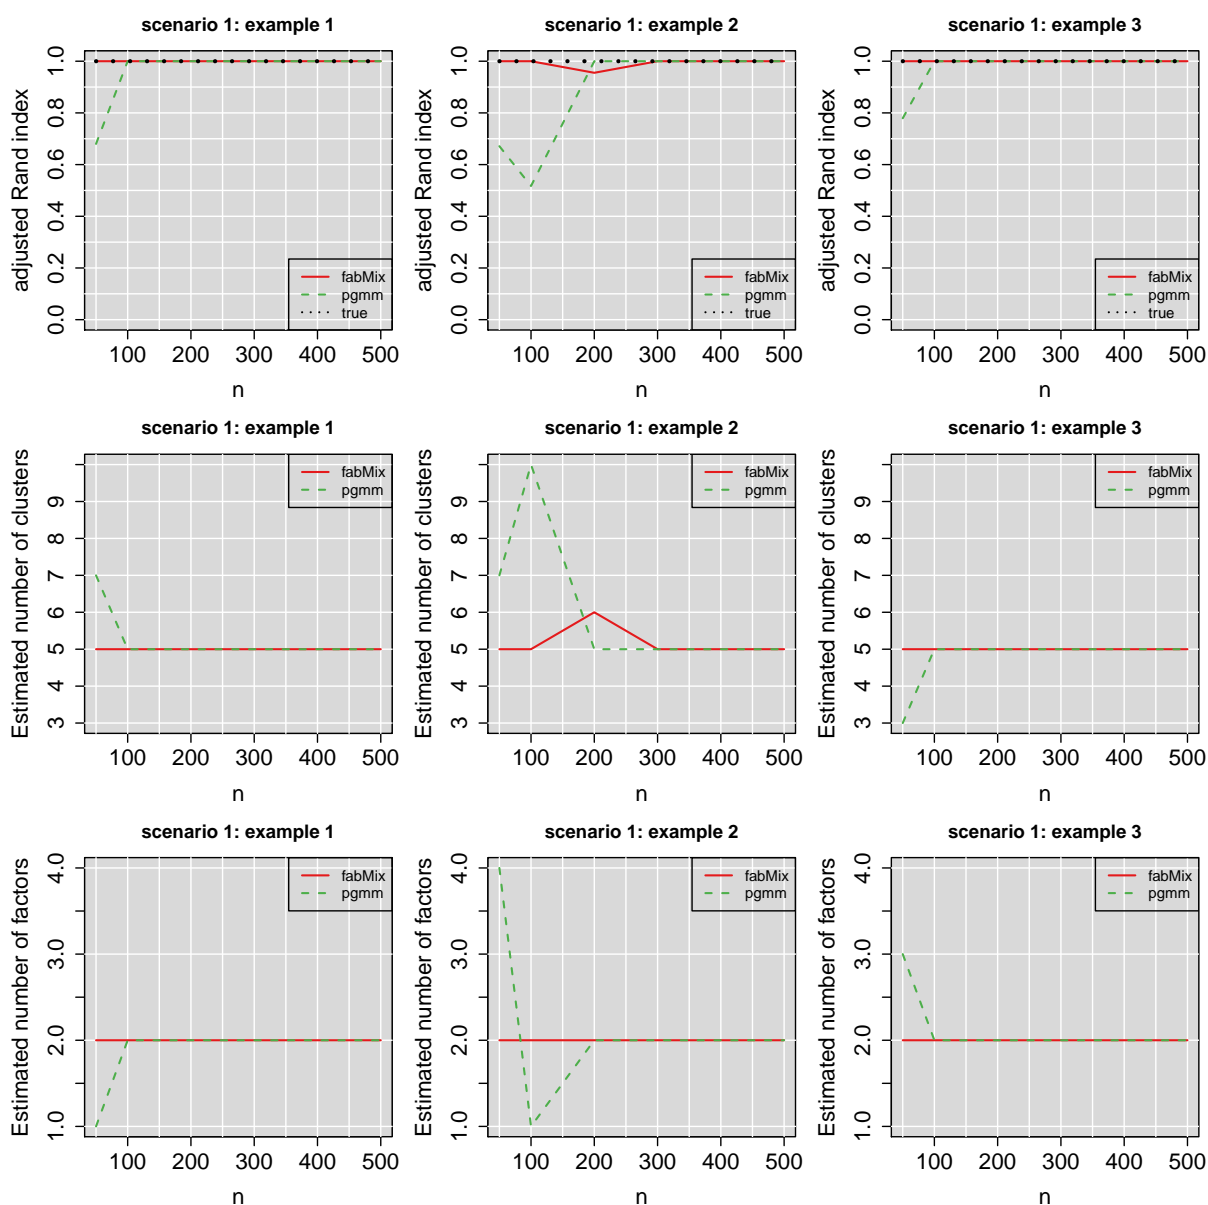 scenario 1: example 1
adjusted Rand index
0.0 0.2 0.4 0.6 0.8 1.0
fabMix
pgmm
true
100 200 300 400 500
n
scenario 1: example 2
adjusted Rand index
0.0 0.2 0.4 0.6 0.8 1.0
fabMix
pgmm
true
100 200 300 400 500
n
scenario 1: example 3
adjusted Rand index
0.0 0.2 0.4 0.6 0.8 1.0
fabMix
pgmm
true
100 200 300 400 500
n
scenario 1: example 1
Estimated number of clusters
3 4 5 6 7 8 9
fabMix
pgmm
100 200 300 400 500
n
scenario 1: example 2
Estimated number of clusters
3 4 5 6 7 8 9
fabMix
pgmm
100 200 300 400 500
n
scenario 1: example 3
Estimated number of clusters
3 4 5 6 7 8 9
fabMix
pgmm
100 200 300 400 500
n
scenario 1: example 1
Estimated number of factors
1.0 2.0 3.0 4.0
fabMix
pgmm
100 200 300 400 500
n
scenario 1: example 2
Estimated number of factors
1.0 2.0 3.0 4.0
fabMix
pgmm
100 200 300 400 500
n
scenario 1: example 3
Estimated number of factors
1.0 2.0 3.0 4.0
fabMix
pgmm
100 200 300 400 500
n